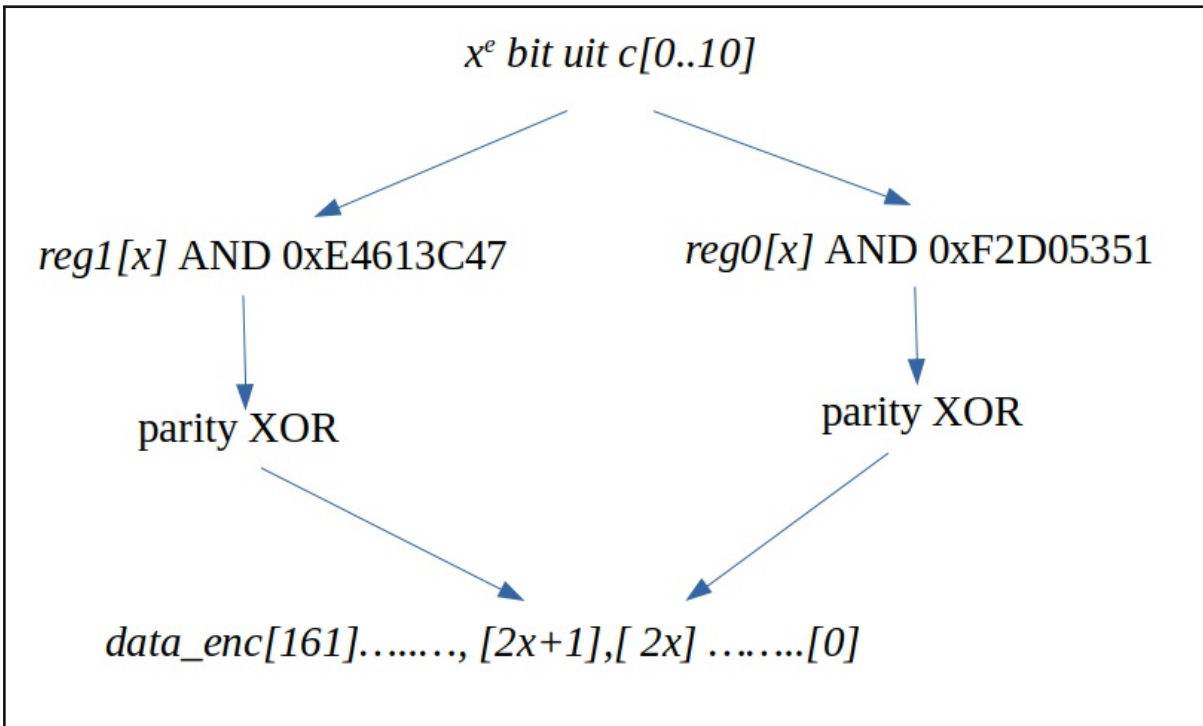 xᵉ bit uit c[0..10]
reg1[x] AND 0xE4613C47
reg0[x] AND 0xF2D05351
parity XOR
parity XOR
data_enc[161]…..…, [2x+1],[ 2x] ….…..[0]